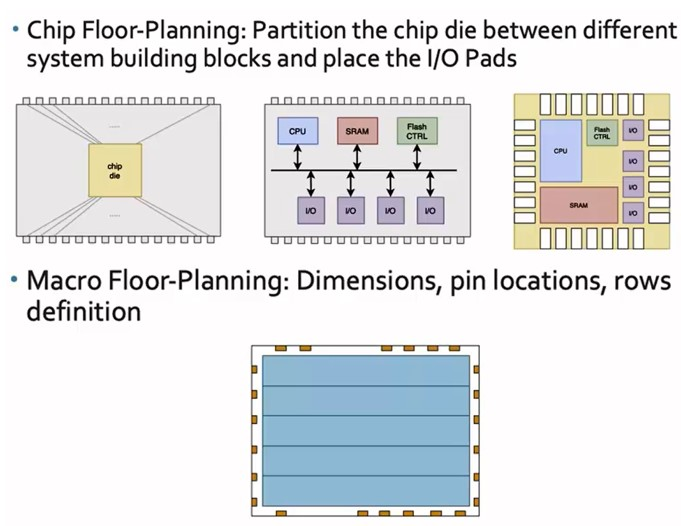 • Chip Floor-Planning: Partition the chip die between different
system building blocks and place the I/O Pads
chip
die
CPU
SRAM
Flash
CTRL
I/O
I/O
I/O
I/O
CPU
Flash
CTRL
I/O
I/O
I/O
SRAM
I/O
• Macro Floor-Planning: Dimensions, pin locations, rows
definition